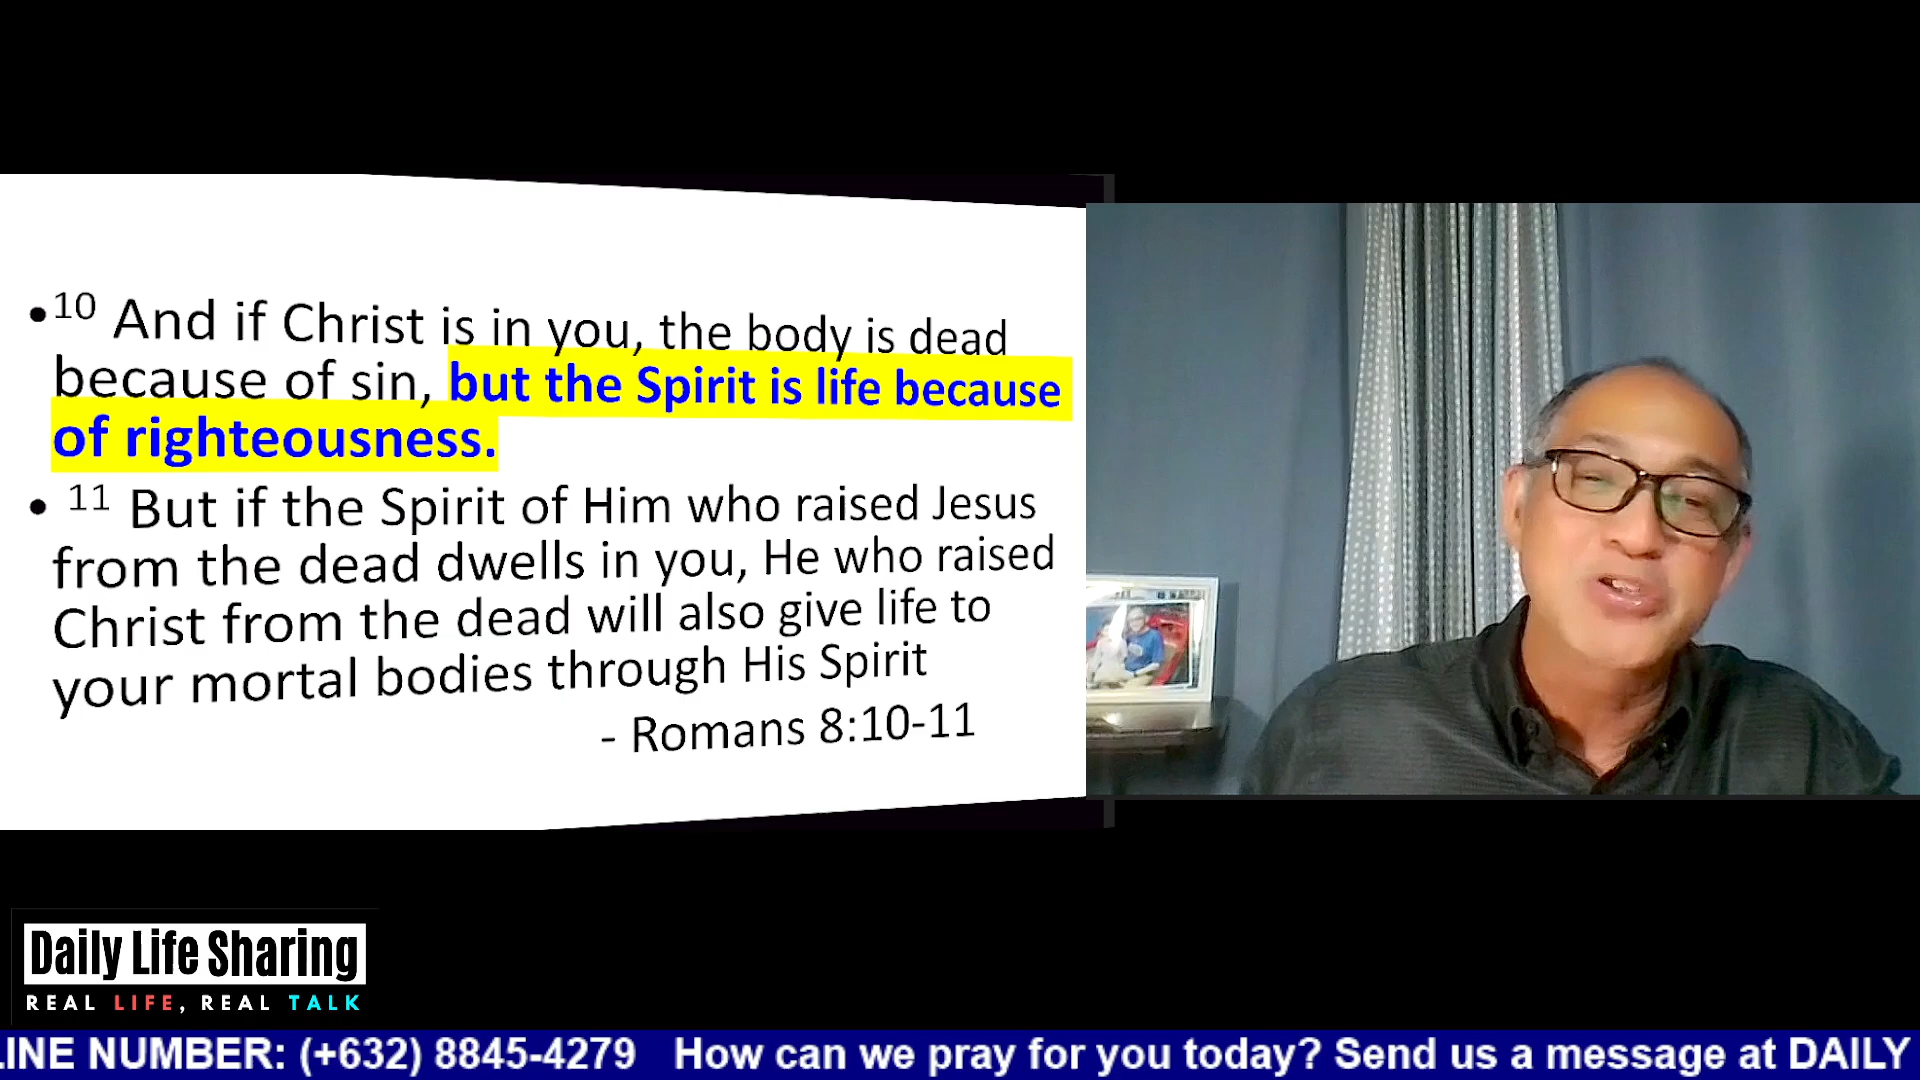 •10 And if Christ is in you, the body is dead
because of sin, but the Spirit is life because
of righteousness.
• 11 But if the Spirit of Him who raised Jesus
from the dead dwells in you, He who raised
Christ from the dead will also give life to
your mortal bodies through His Spirit
- Romans 8:10-11
Daily Life Sharing
REAL LIFE, REAL TALK
LINE NUMBER: (+632) 8845-4279 How can we pray for you today? Send us a message at DAILY